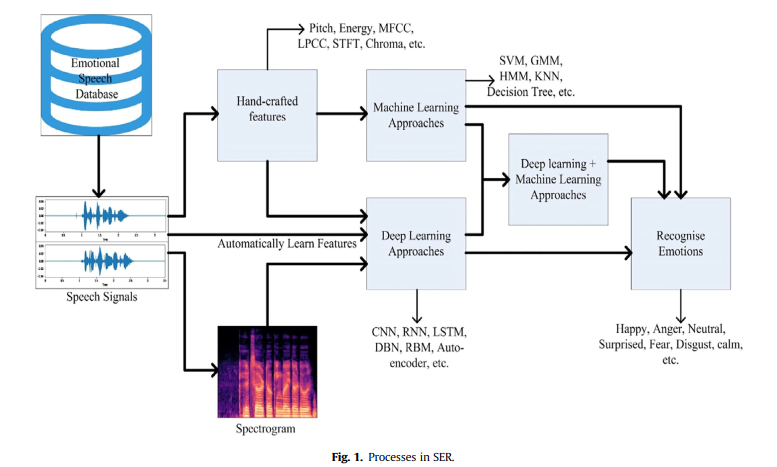 Emotional
Speech
Database
Pitch, Energy, MFCC,
LPCC, STFT, Chroma, etc.
Hand-crafted
features
SVM, GMM,
HMM, KNN,
Decision Tree, etc.
Machine Learning
Approaches
Deep learning +
Machine Learning
Approaches
Speech Signals
Automatically Learn Features
Deep Learning
Approaches
Recognise
Emotions
CNN, RNN, LSTM,
DBN, RBM, Auto-
encoder, etc.
Happy, Anger, Neutral,
Surprised, Fear, Disgust, calm,
etc.
Spectrogram
Fig. 1. Processes in SER.